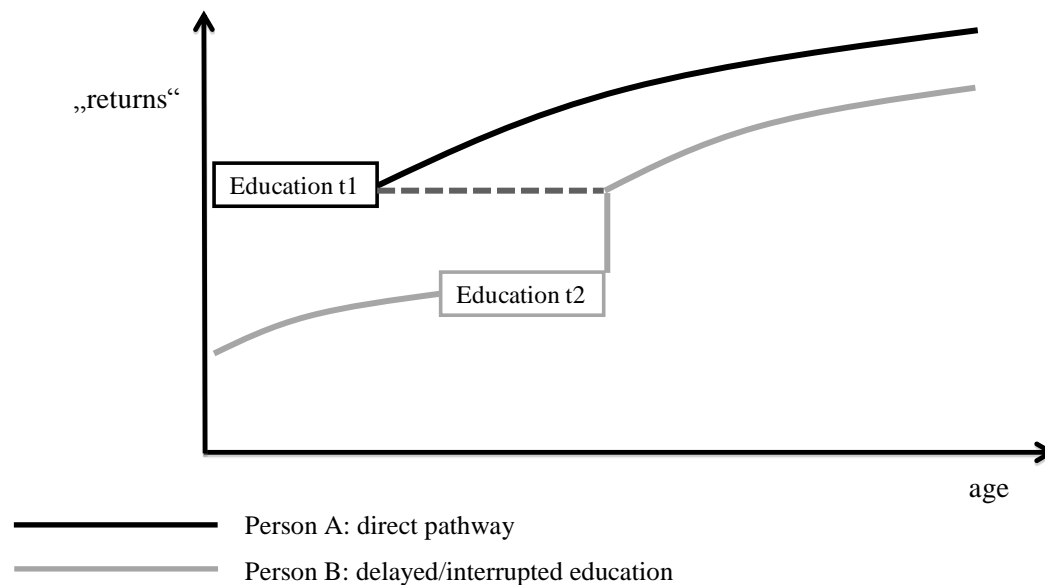 „returns“
Education t1
Education t2
age
Person A: direct pathway
Person B: delayed/interrupted education